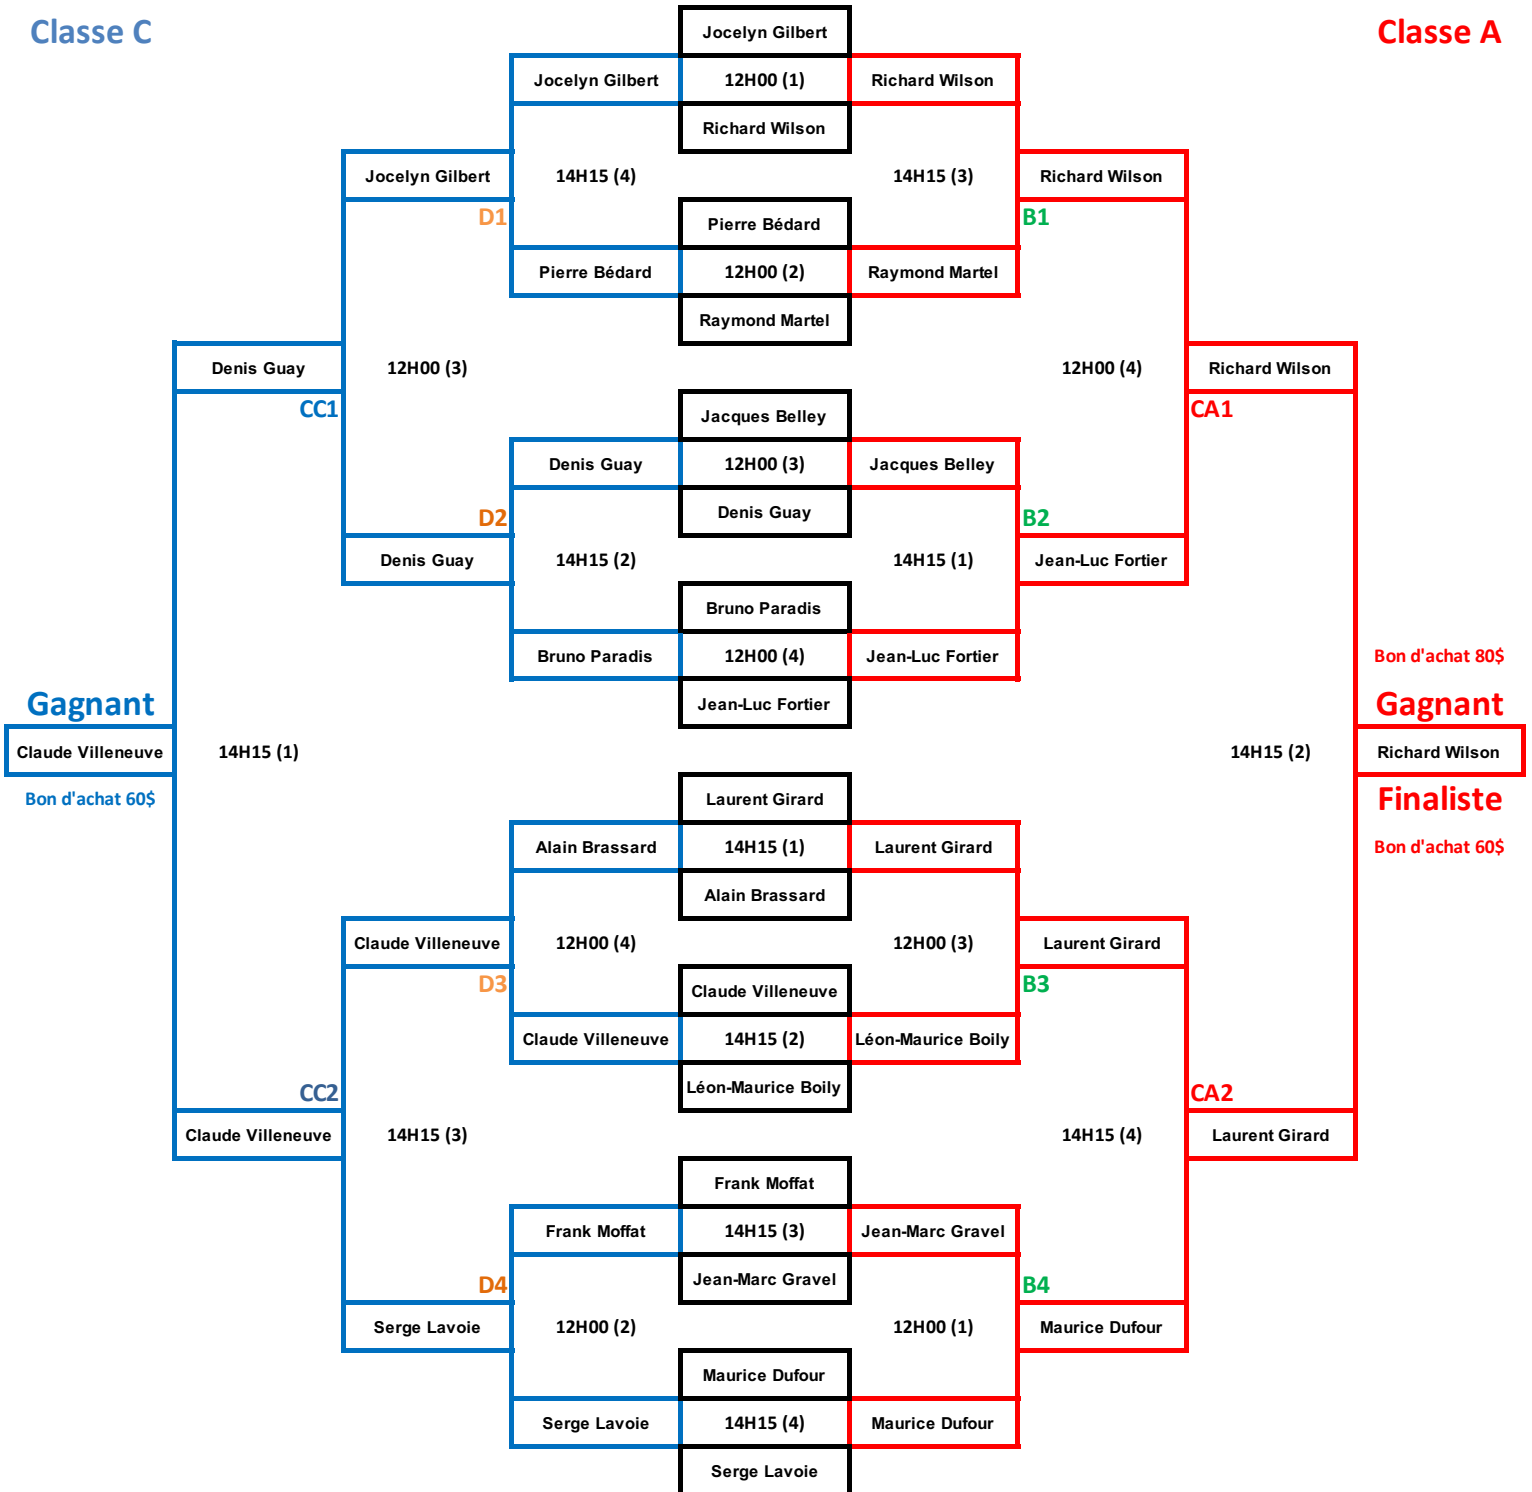 Classe C
Jocelyn Gilbert
Classe A
Jocelyn Gilbert
12H00 (1)
Richard Wilson
Richard Wilson
Jocelyn Gilbert
14H15 (4)
14H15 (3)
Richard Wilson
D1
Pierre Bédard
B1
Pierre Bédard
12H00 (2)
Raymond Martel
Raymond Martel
Denis Guay
12H00 (3)
12H00 (4)
Richard Wilson
CC1
Jacques Belley
CA1
Denis Guay
12H00 (3)
Jacques Belley
D2
Denis Guay
B2
Denis Guay
14H15 (2)
14H15 (1)
Jean-Luc Fortier
Bruno Paradis
Bruno Paradis
12H00 (4)
Jean-Luc Fortier
Bon d'achat 80$
Gagnant
Jean-Luc Fortier
Gagnant
Claude Villeneuve
14H15 (1)
14H15 (2)
Richard Wilson
Bon d'achat 60$
Laurent Girard
Finaliste
Alain Brassard
14H15 (1)
Laurent Girard
Bon d'achat 60$
Alain Brassard
Claude Villeneuve
12H00 (4)
12H00 (3)
Laurent Girard
D3
Claude Villeneuve
B3
Claude Villeneuve
14H15 (2)
Léon-Maurice Boily
Léon-Maurice Boily
CC2
CA2
Claude Villeneuve
14H15 (3)
14H15 (4)
Laurent Girard
Frank Moffat
Frank Moffat
14H15 (3)
Jean-Marc Gravel
D4
Jean-Marc Gravel
B4
Serge Lavoie
12H00 (2)
12H00 (1)
Maurice Dufour
Maurice Dufour
Serge Lavoie
14H15 (4)
Maurice Dufour
Serge Lavoie